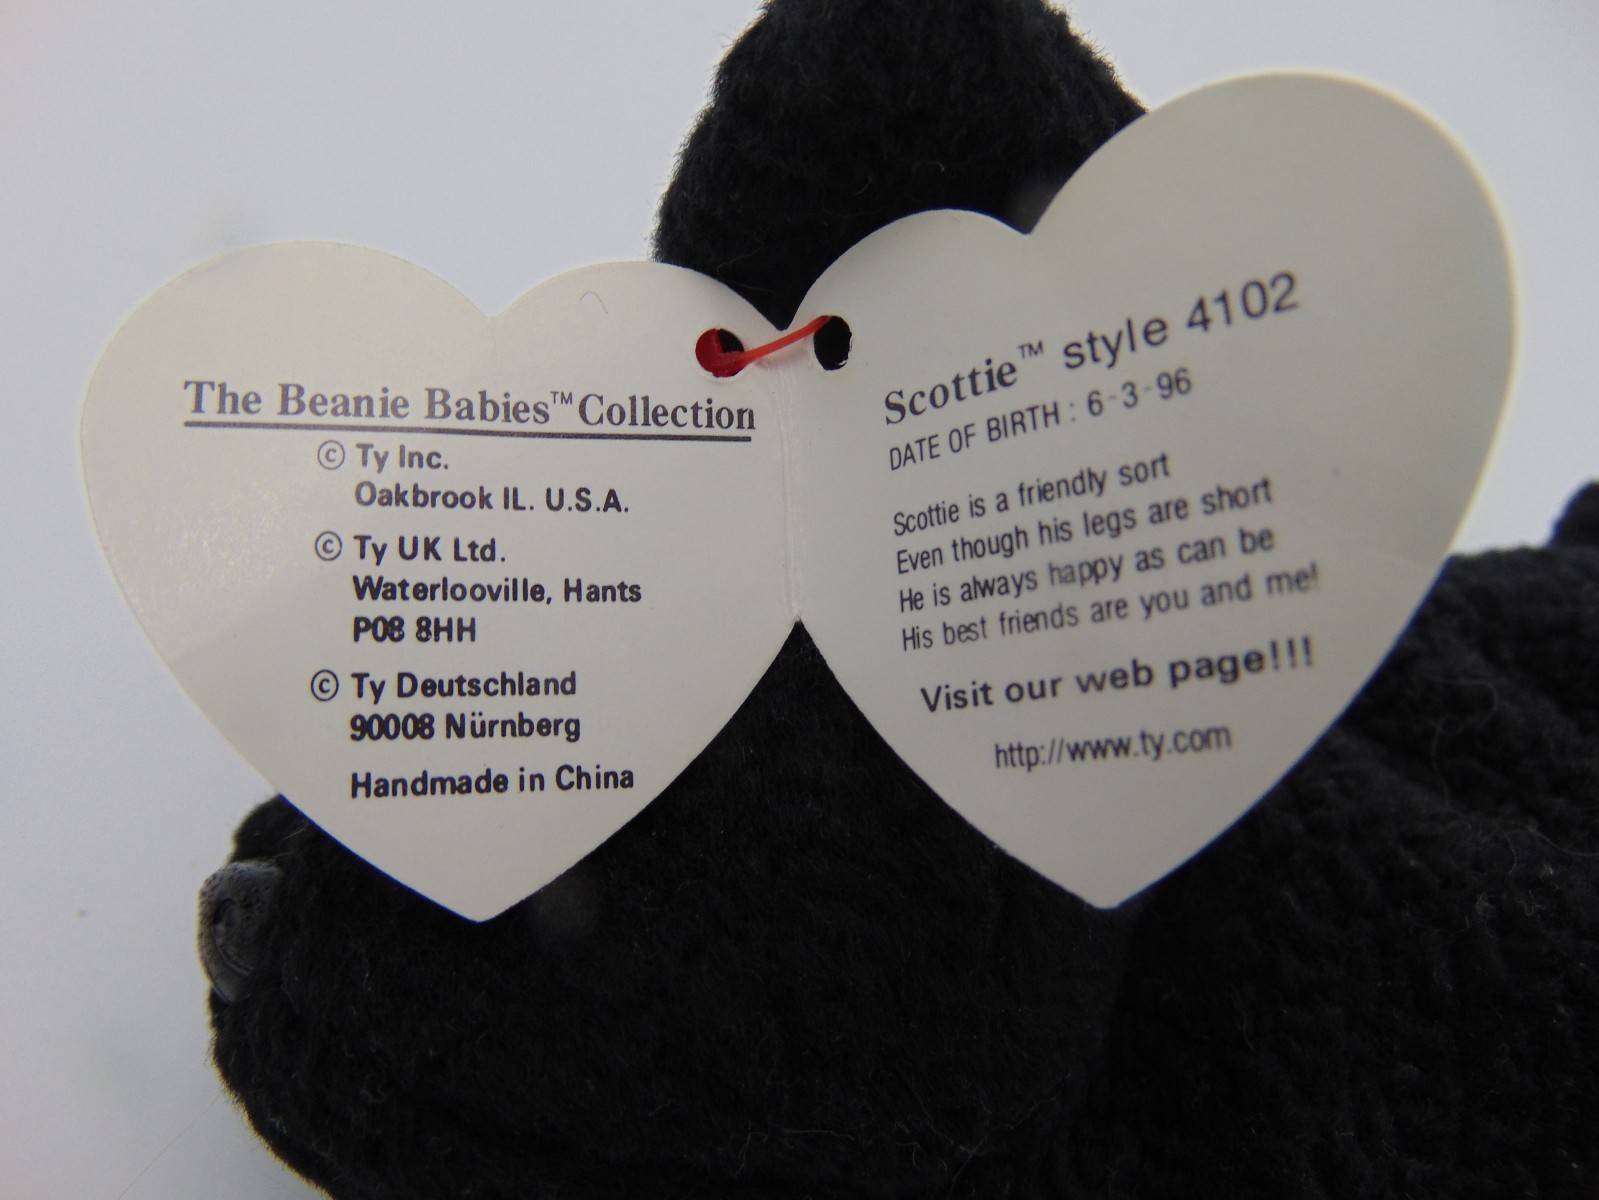 The Beanie Babies™ Collection
© Ty Inc.
Oakbrook IL. U.S.A.
© Ty UK Ltd.
Waterlooville, Hants
P08 8HH
© Ty Deutschland
90008 Nürnberg
Handmade in China
Scottie™ style 4102
DATE OF BIRTH : 6-3-96
Scottie is a friendly sort
Even though his legs are short
He is always happy as can be
His best friends are you and me!
Visit our web page!!!
http://www.ty.com